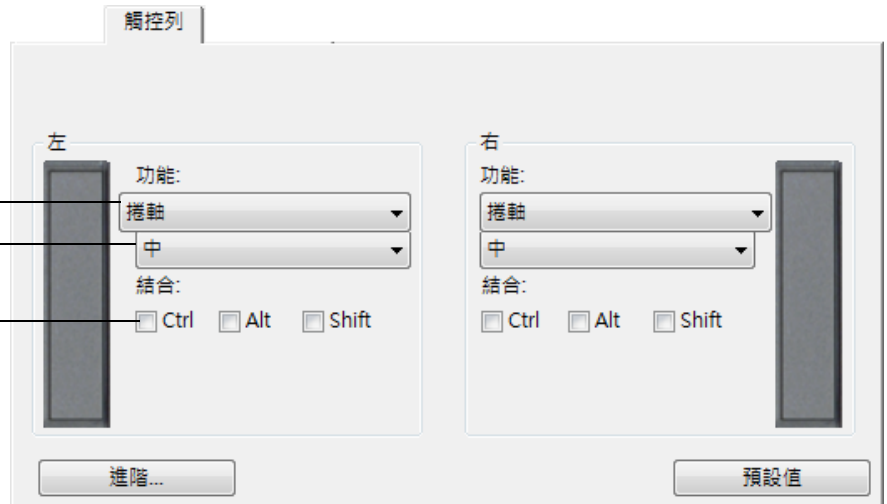 觸控列
左
功能:
捲軸
中
結合:
Ctrl Alt Shift
右
功能:
捲軸
中
結合:
Ctrl Alt Shift
進階...
預設值